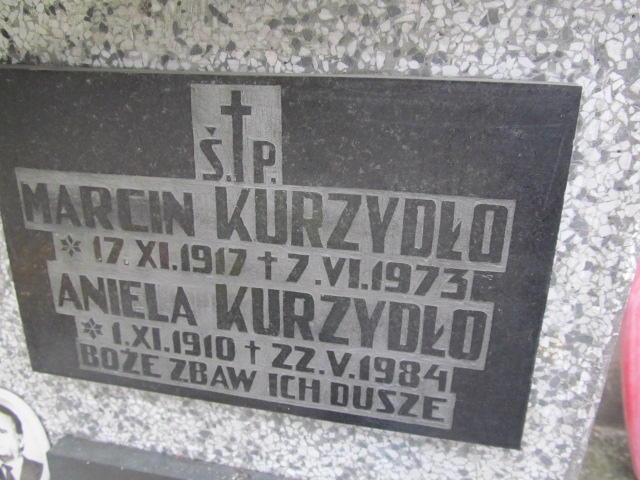 Ś.†P.
MARCIN KURZYDŁO
* 17.XI.1917 † 7.VI.1973
ANIELA KURZYDŁO
* 1.XI.1910 † 22.V.1984
BOŻE ZBAW ICH DUSZE